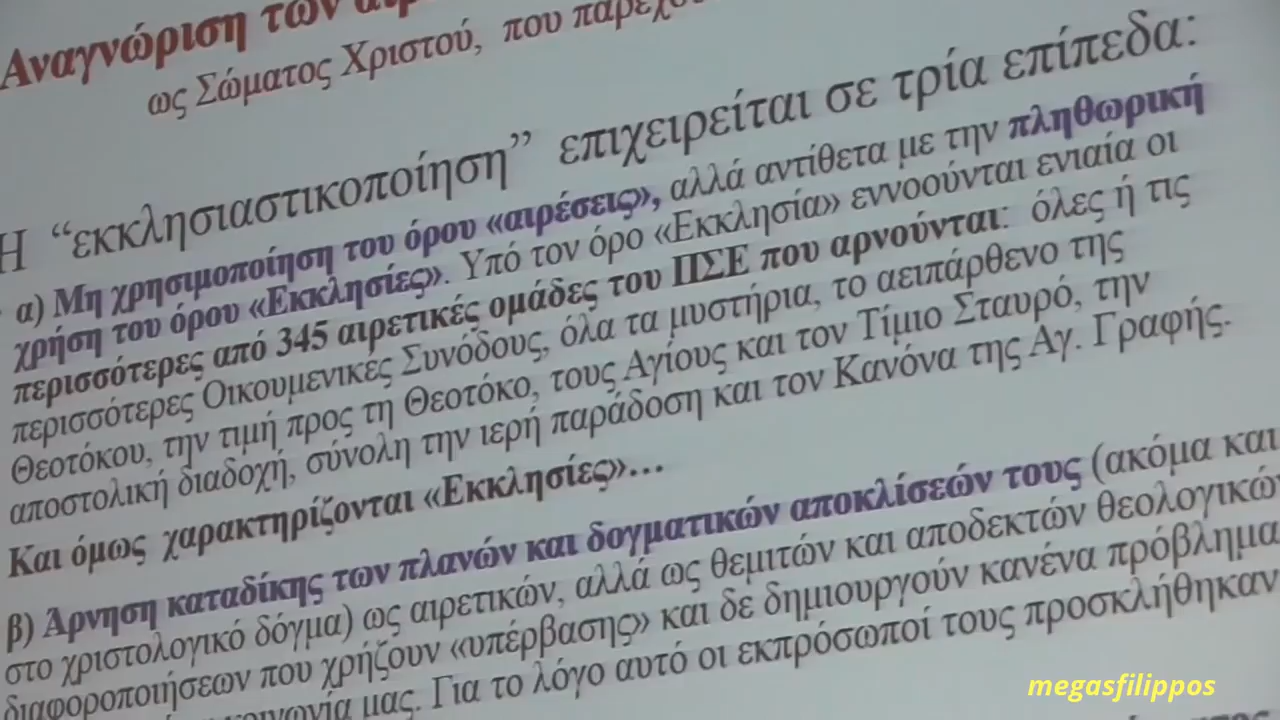 Αναγνώριση των
ως Σώματος Χριστού, που
Η “εκκλησιαστικοποίηση” επιχειρείται σε τρία επίπεδα:
α) Μη χρησιμοποίηση του όρου «αιρέσεις», αλλά αντίθετα με την πληθωρική
χρήση του όρου «Εκκλησίες». Υπό τον όρο «Εκκλησία» εννοούνται ενιαία οι
περισσότερες από 345 αιρετικές ομάδες του ΠΣΕ που αρνούνται: όλες ή τις
περισσότερες Οικουμενικές Συνόδους, όλα τα μυστήρια, το αειπάρθενο της
Θεοτόκου, την τιμή προς τη Θεοτόκο, τους Αγίους και τον Τίμιο Σταυρό, την
αποστολική διαδοχή, σύνολη την ιερή παράδοση και τον Κανόνα της Αγ. Γραφής.
Και όμως χαρακτηρίζονται «Εκκλησίες»...
β) Άρνηση καταδίκης των πλανών και δογματικών αποκλίσεών τους (ακόμα και
στο χριστολογικό δόγμα) ως αιρετικών, αλλά ως θεμιτών και αποδεκτών θεολογικών
διαφοροποιήσεων που χρήζουν «υπέρβασης» και δε δημιουργούν κανένα πρόβλημα
μας. Για το λόγο αυτό οι εκπρόσωποί τους προσκλήθηκαν
megasfilippos